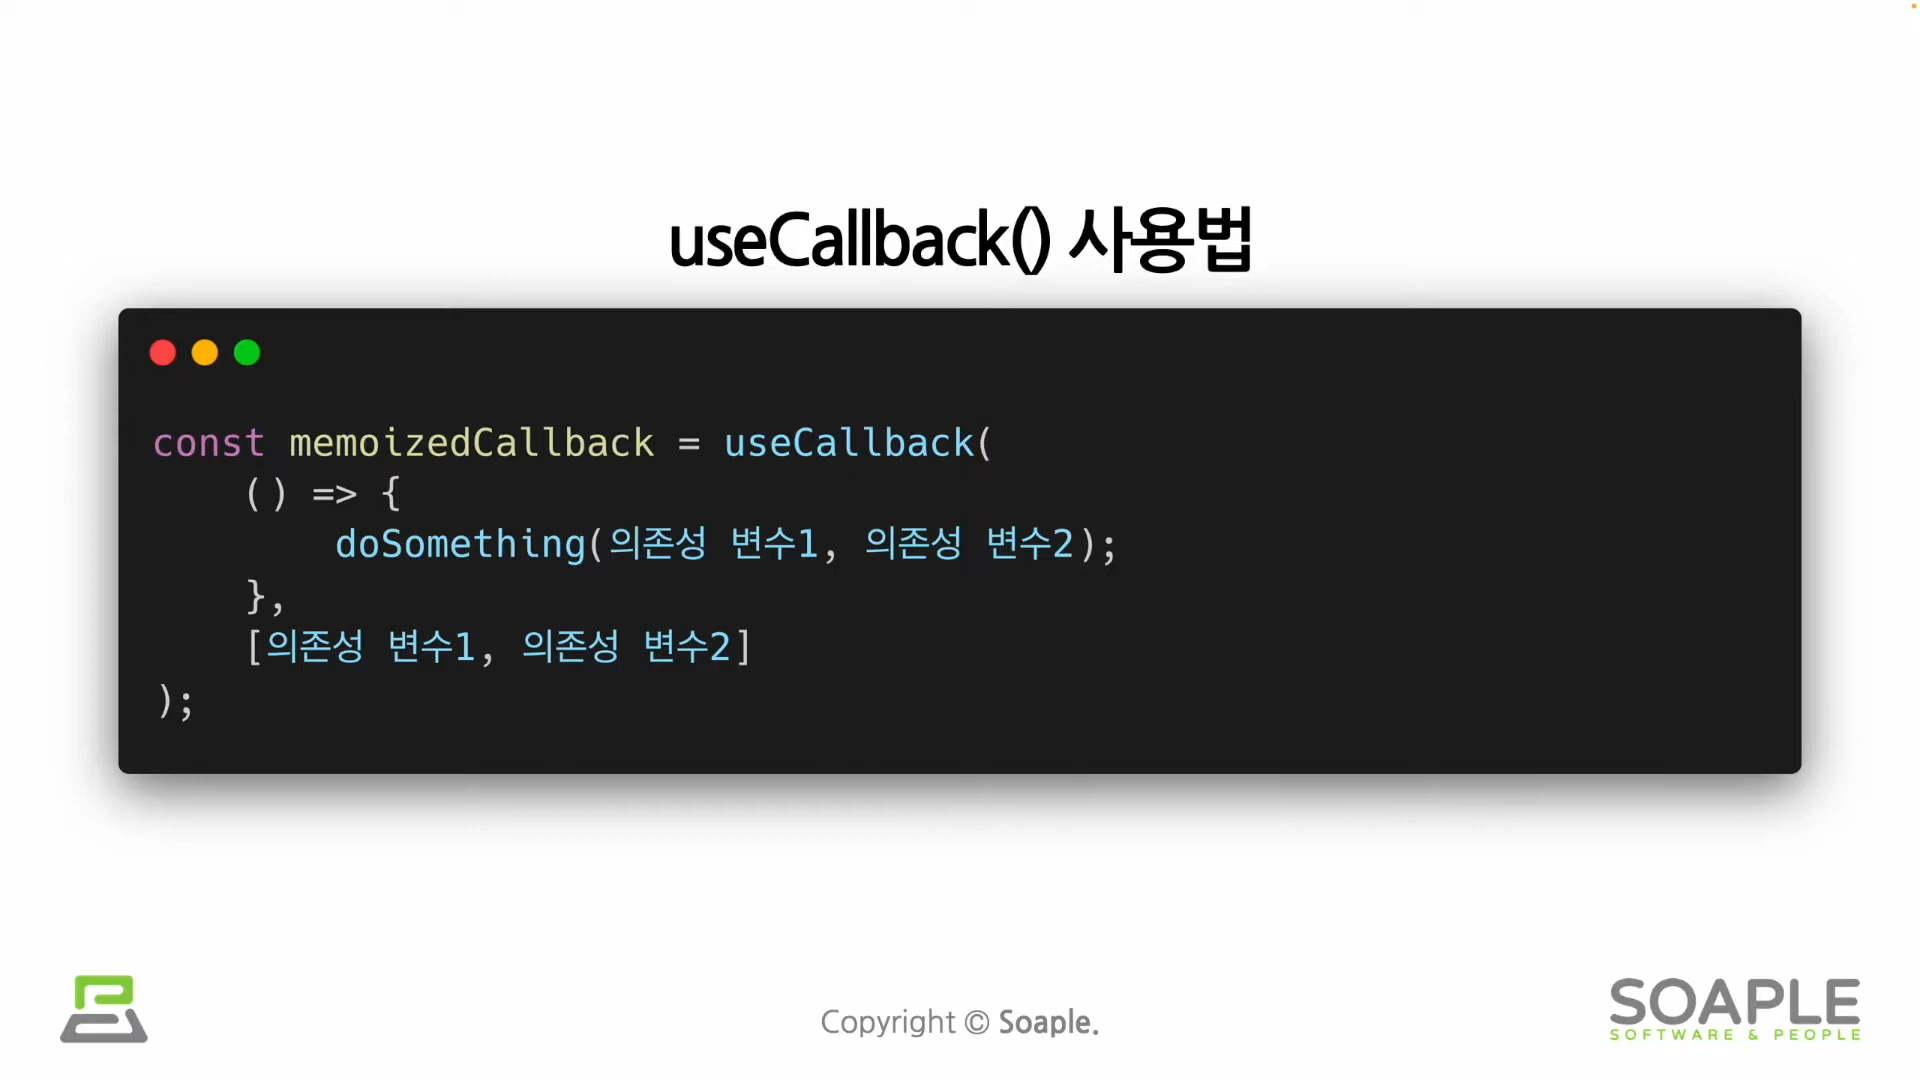 useCallback() 사용법
const memoizedCallback = useCallback(
    () => {
        doSomething(의존성 변수1, 의존성 변수2);
    },
    [의존성 변수1, 의존성 변수2]
);
Copyright © Soaple.
SOAPLE
SOFTWARE & PEOPLE